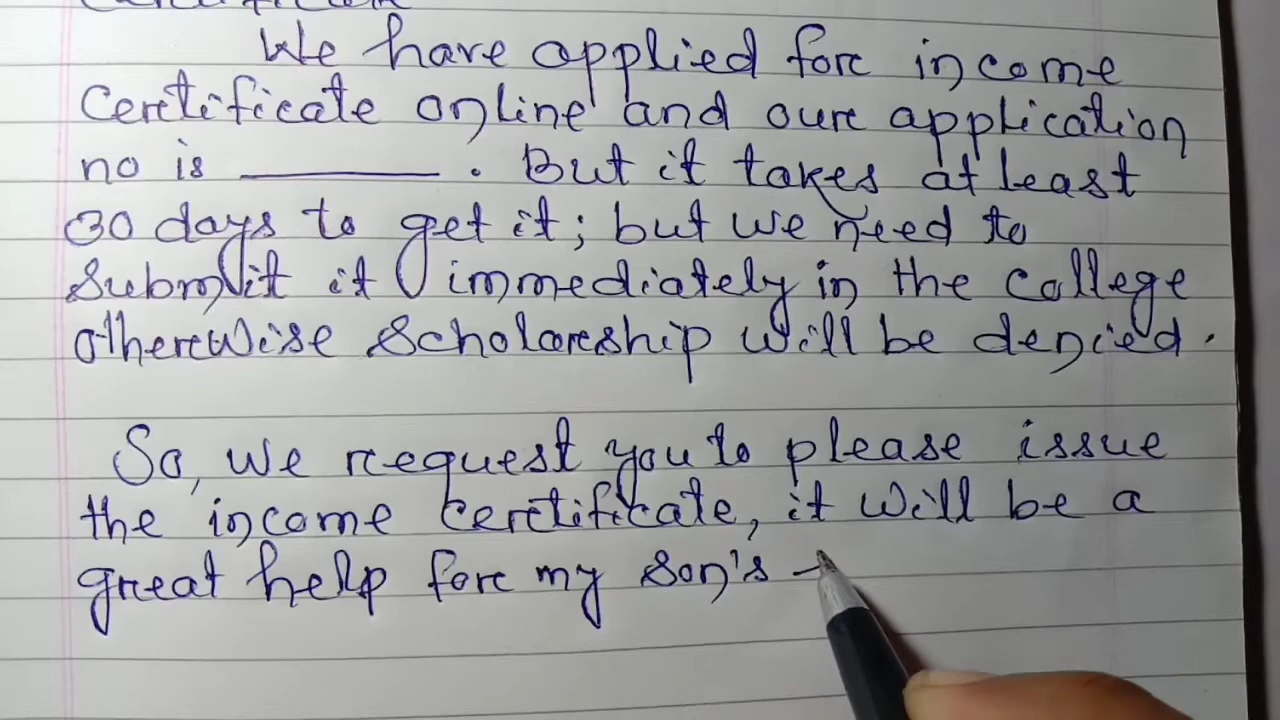 We have applied for income
Certificate online and our application
no is ________ . But it takes at least
30 days to get it; but we need to
Submit it immediately in the college
otherwise Scholarship will be denied.
So, we request you to please issue
the income certificate, it will be a
great help for my son's